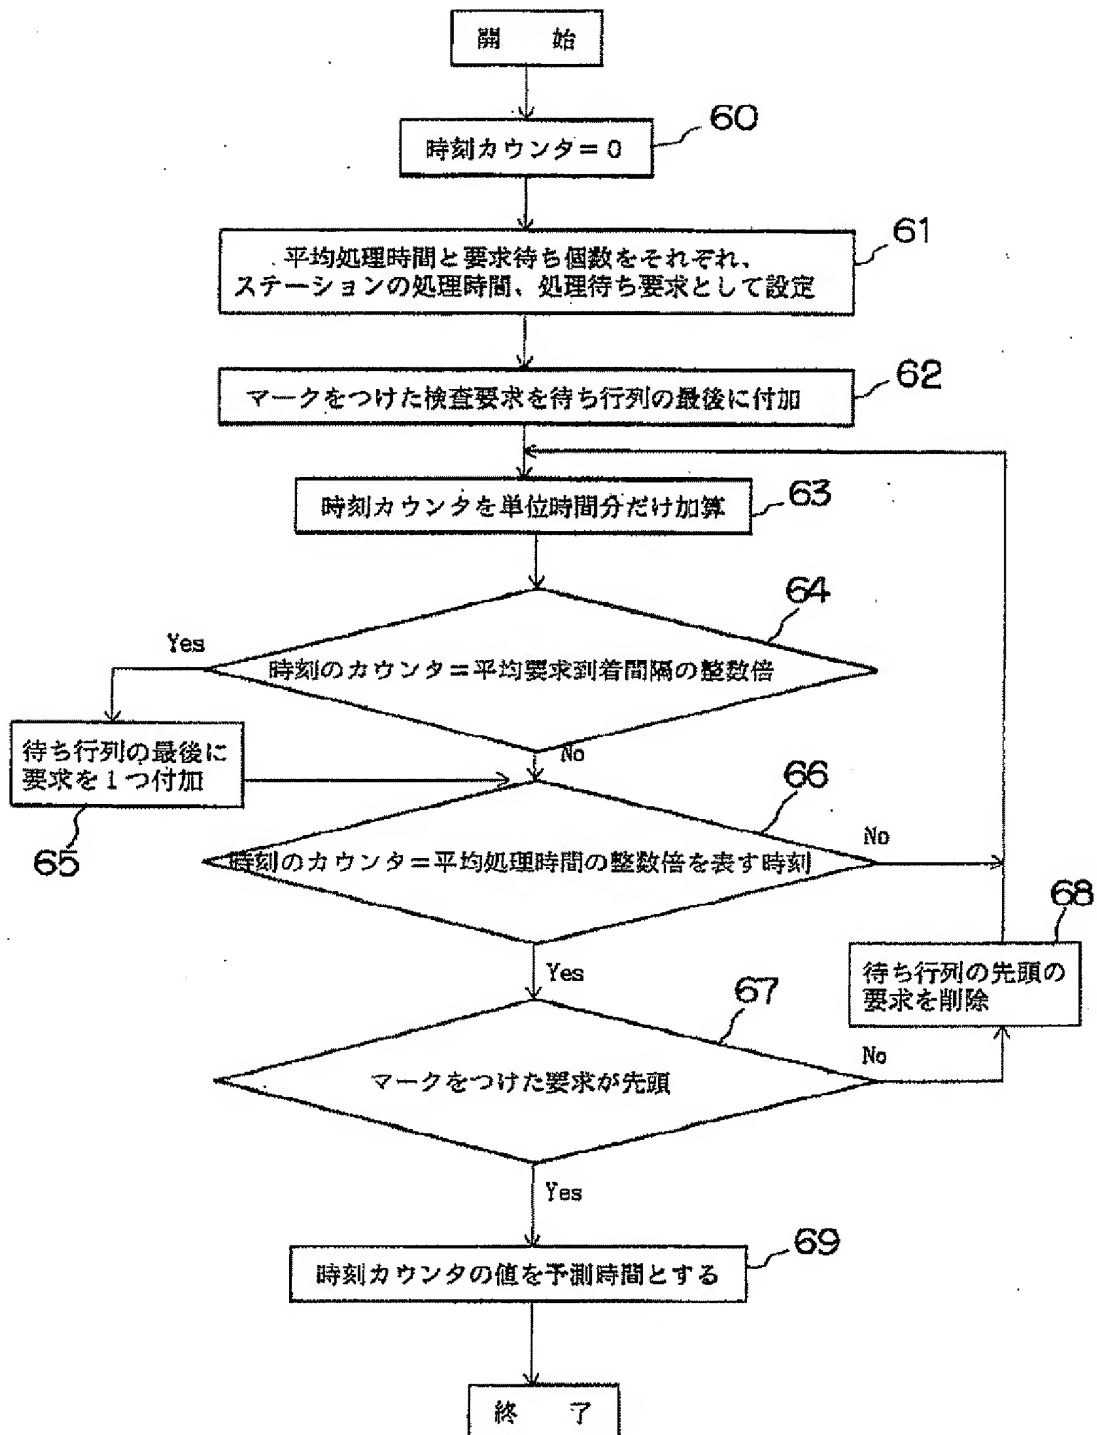 開 始
60
時刻カウンタ＝0
61
平均処理時間と要求待ち個数をそれぞれ、
ステーションの処理時間、処理待ち要求として設定
62
マークをつけた検査要求を待ち行列の最後に付加
63
時刻カウンタを単位時間分だけ加算
64
Yes
時刻のカウンタ＝平均要求到着間隔の整数倍
No
待ち行列の最後に
要求を1つ付加
65
66
No
時刻のカウンタ＝平均処理時間の整数倍を表す時刻
68
Yes
待ち行列の先頭の
要求を削除
67
No
マークをつけた要求が先頭
Yes
69
時刻カウンタの値を予測時間とする
終 了